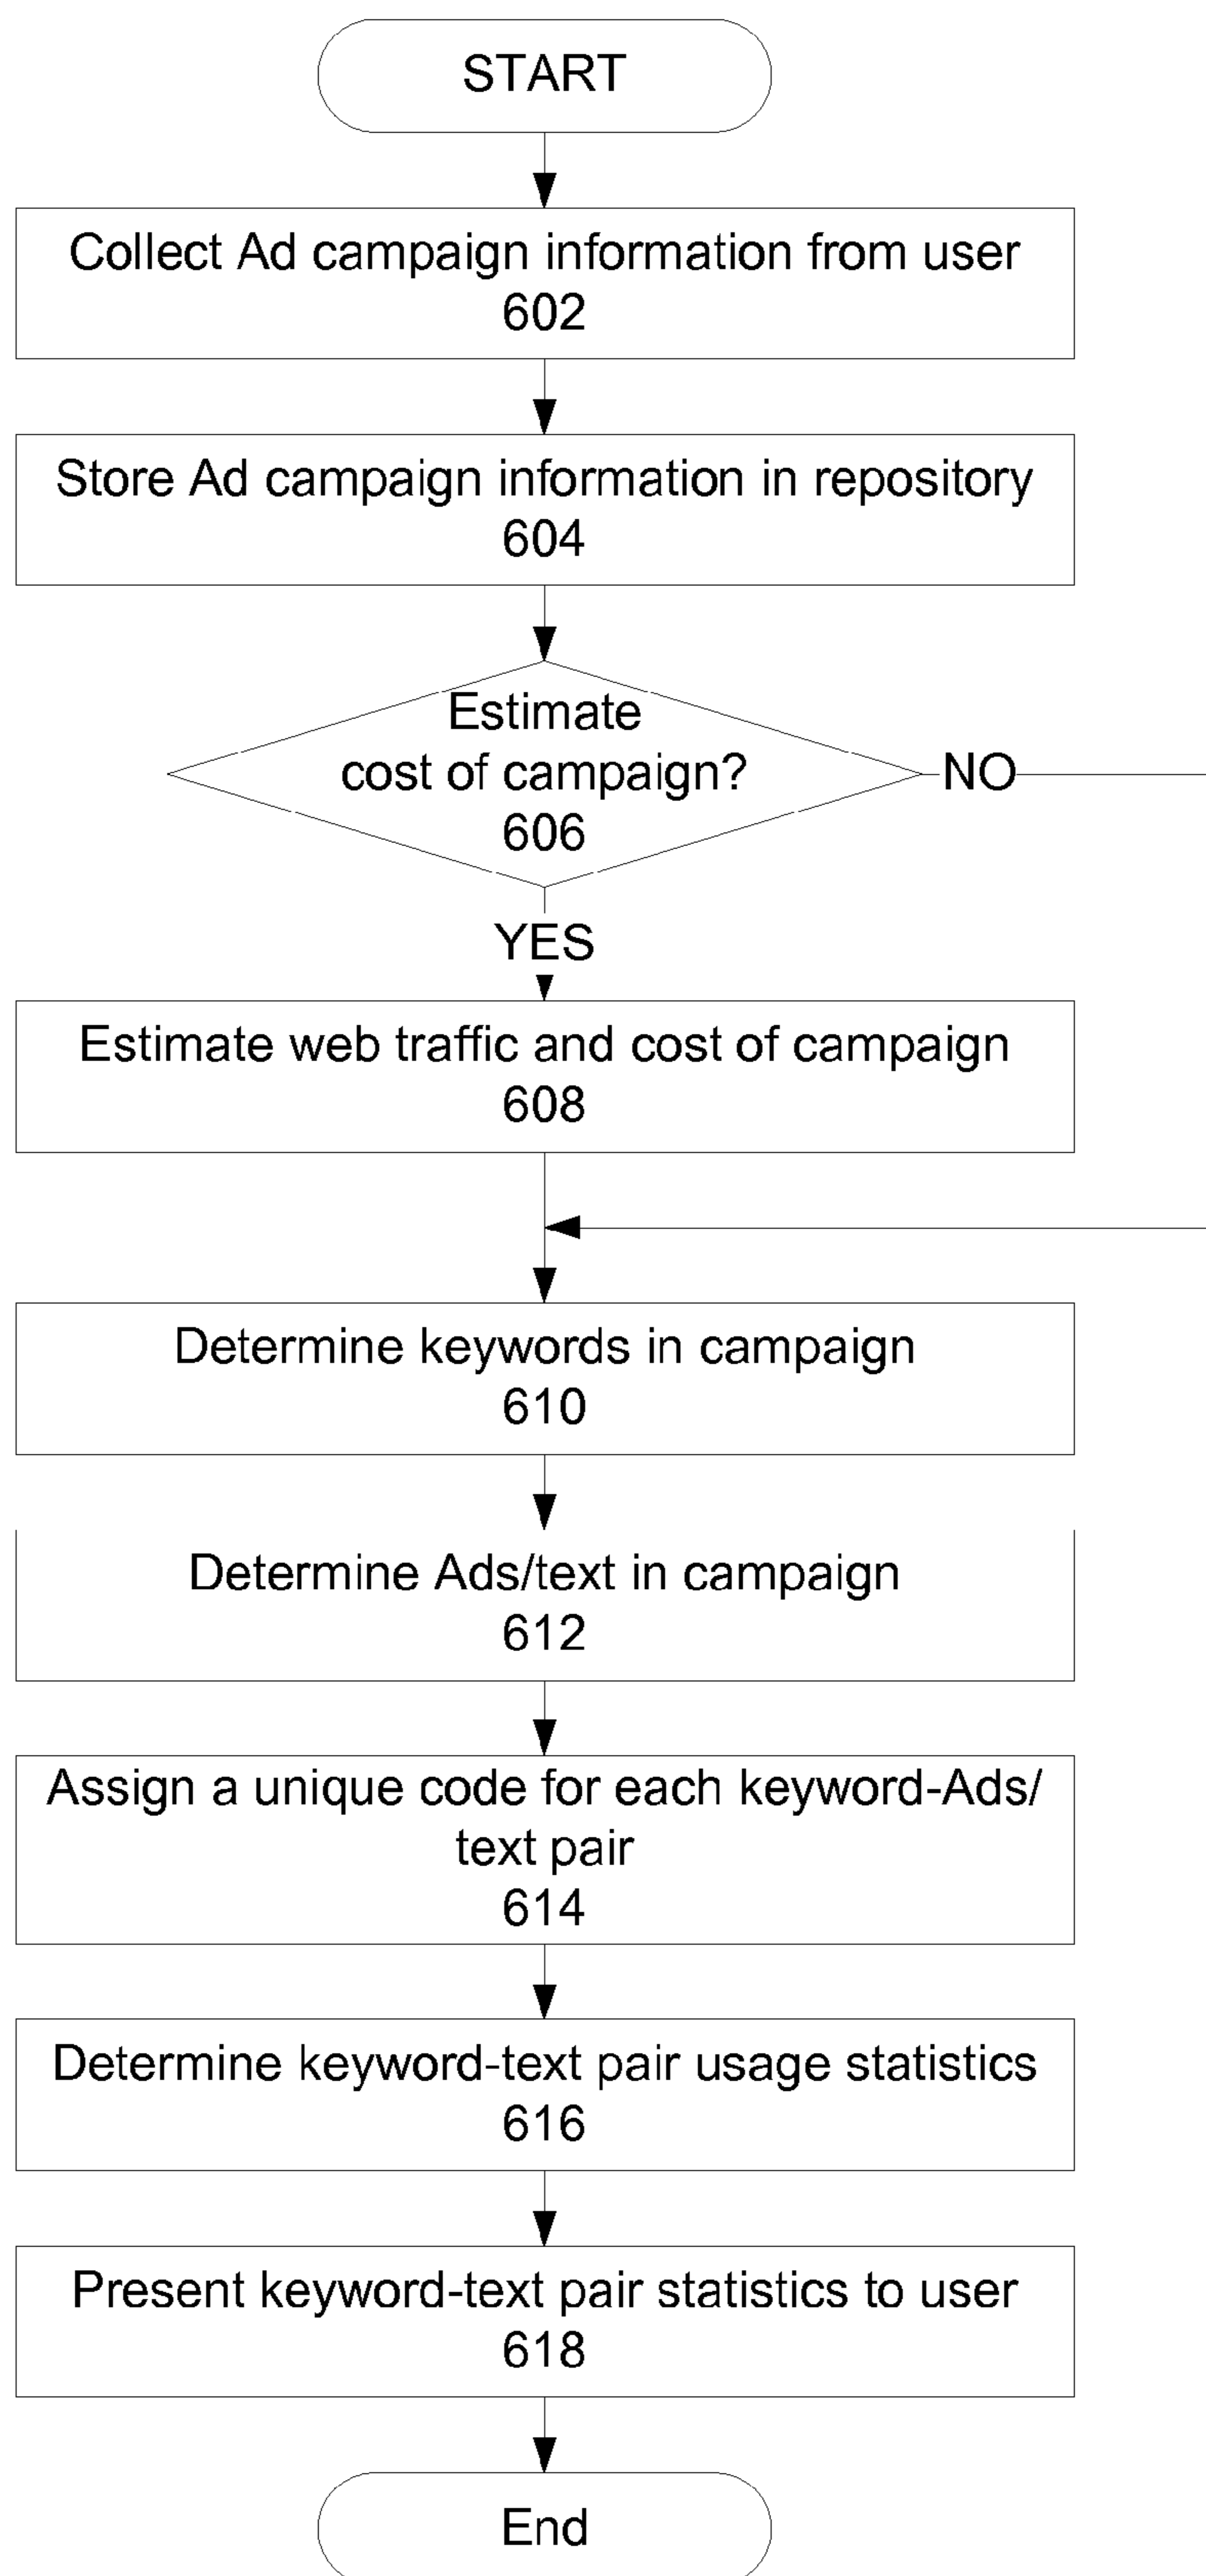 START
Collect Ad campaign information from user
602
Store Ad campaign information in repository
604
Estimate
cost of campaign?
606
NO
YES
Estimate web traffic and cost of campaign
608
Determine keywords in campaign
610
Determine Ads/text in campaign
612
Assign a unique code for each keyword-Ads/
text pair
614
Determine keyword-text pair usage statistics
616
Present keyword-text pair statistics to user
618
End